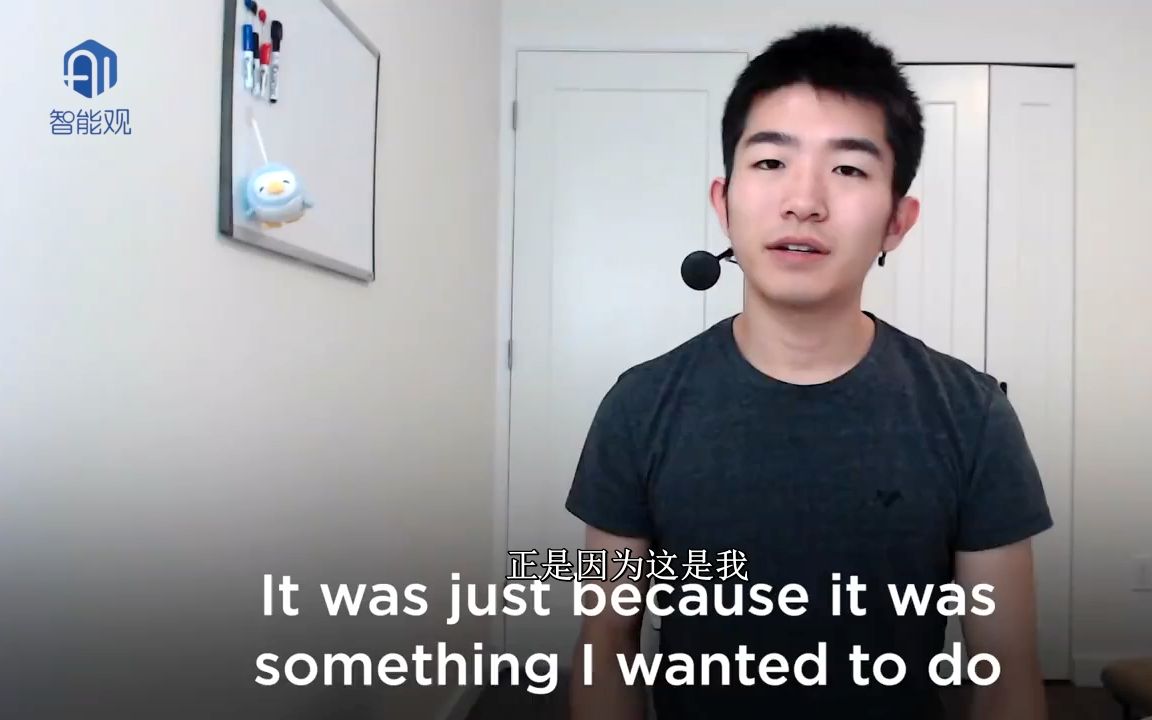 智能观
正是因为这是我
It was just because it was
something I wanted to do